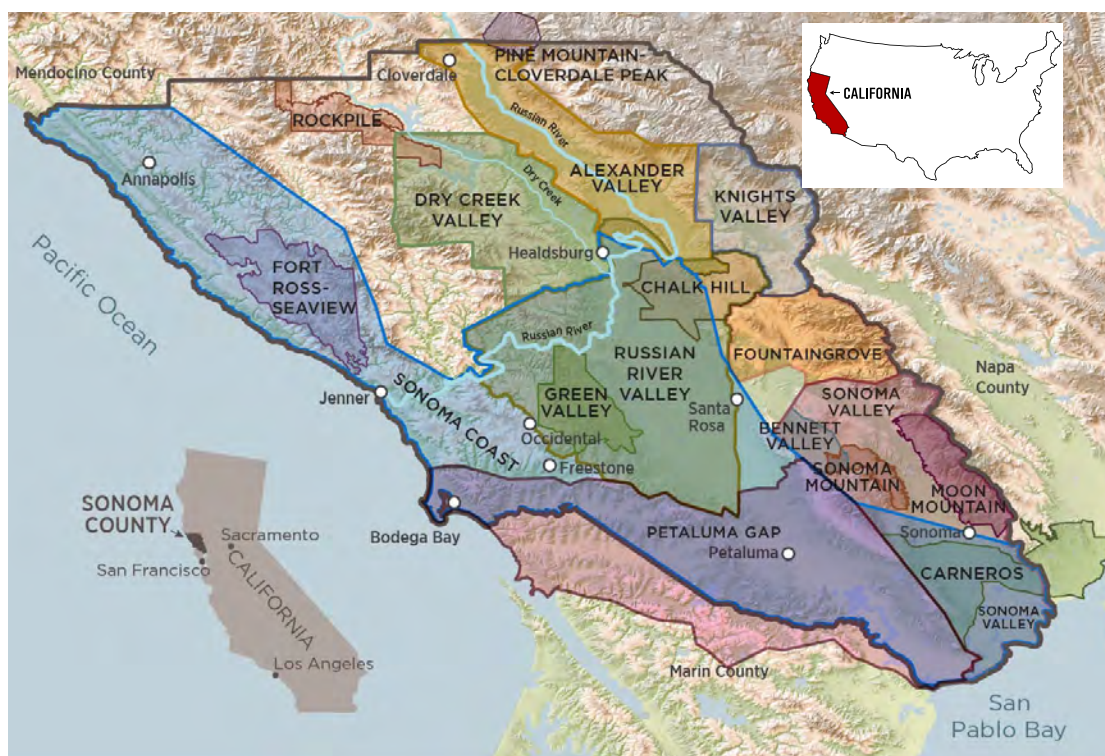 Mendocino County
Cloverdale
PINE MOUNTAIN-
CLOVERDALE PEAK
CALIFORNIA
ROCKPILE
Russian River
Annapolis
ALEXANDER
VALLEY
Dry Creek
DRY CREEK
VALLEY
KNIGHTS
VALLEY
Healdsburg
Pacific Ocean
FORT
ROSS-
SEAVIEW
CHALK HILL
Russian River
RUSSIAN
RIVER
VALLEY
FOUNTAINGROVE
Napa
County
Jenner
SONOMA COAST
GREEN
VALLEY
Santa
Rosa
SONOMA
VALLEY
BENNETT
VALLEY
Occidental
Freestone
SONOMA
MOUNTAIN
MOON
MOUNTAIN
SONOMA
COUNTY
Sacramento
San Francisco
CALIFORNIA
Los Angeles
Bodega Bay
PETALUMA GAP
Petaluma
Sonoma
CARNEROS
SONOMA
VALLEY
Marin County
San
Pablo Bay